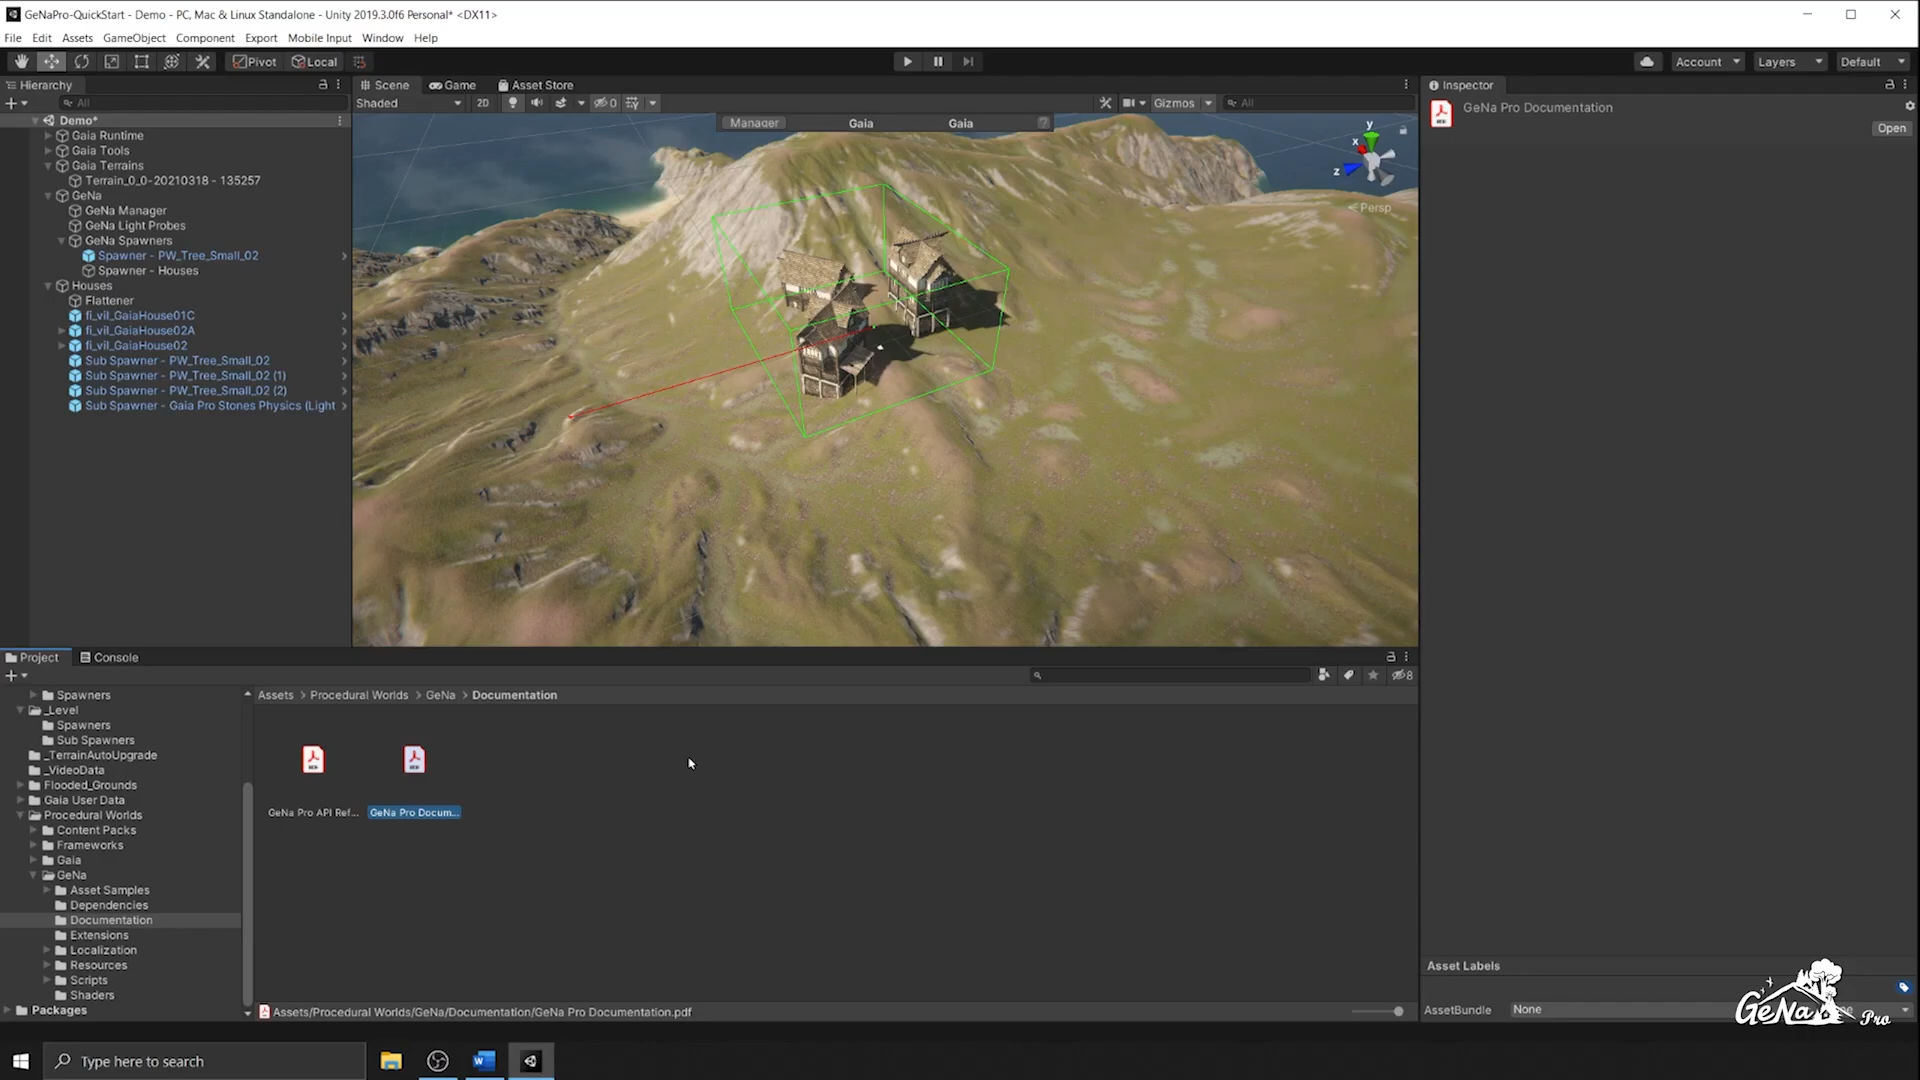 GeNaPro-QuickStart - Demo - PC, Mac & Linux Standalone - Unity 2019.3.0f6 Personal* <DX11>
File Edit Assets GameObject Component Export Mobile Input Window Help
Pivot Local Account Layers Default
Hierarchy Scene Game Asset Store Inspector
All Shaded 2D 0 Gizmos All
GeNa Pro Documentation
Open
Manager Gaia Gaia ?
y
x
z
Persp
Demo*
Gaia Runtime
Gaia Tools
Gaia Terrains
Terrain_0_0-20210318 - 135257
GeNa
GeNa Manager
GeNa Light Probes
GeNa Spawners
Spawner - PW_Tree_Small_02
Spawner - Houses
Houses
Flattener
fi_vil_GaiaHouse01C
fi_vil_GaiaHouse02A
fi_vil_GaiaHouse02
Sub Spawner - PW_Tree_Small_02
Sub Spawner - PW_Tree_Small_02 (1)
Sub Spawner - PW_Tree_Small_02 (2)
Sub Spawner - Gaia Pro Stones Physics (Light
Project Console
8
Spawners
_Level
Spawners
Sub Spawners
_TerrainAutoUpgrade
_VideoData
Flooded_Grounds
Gaia User Data
Procedural Worlds
Content Packs
Frameworks
Gaia
GeNa
Asset Samples
Dependencies
Documentation
Extensions
Localization
Resources
Scripts
Shaders
Packages
Assets > Procedural Worlds > GeNa > Documentation
GeNa Pro API Ref... GeNa Pro Docum...
Assets/Procedural Worlds/GeNa/Documentation/GeNa Pro Documentation.pdf
Asset Labels
AssetBundle None
GeNa Pro
Type here to search